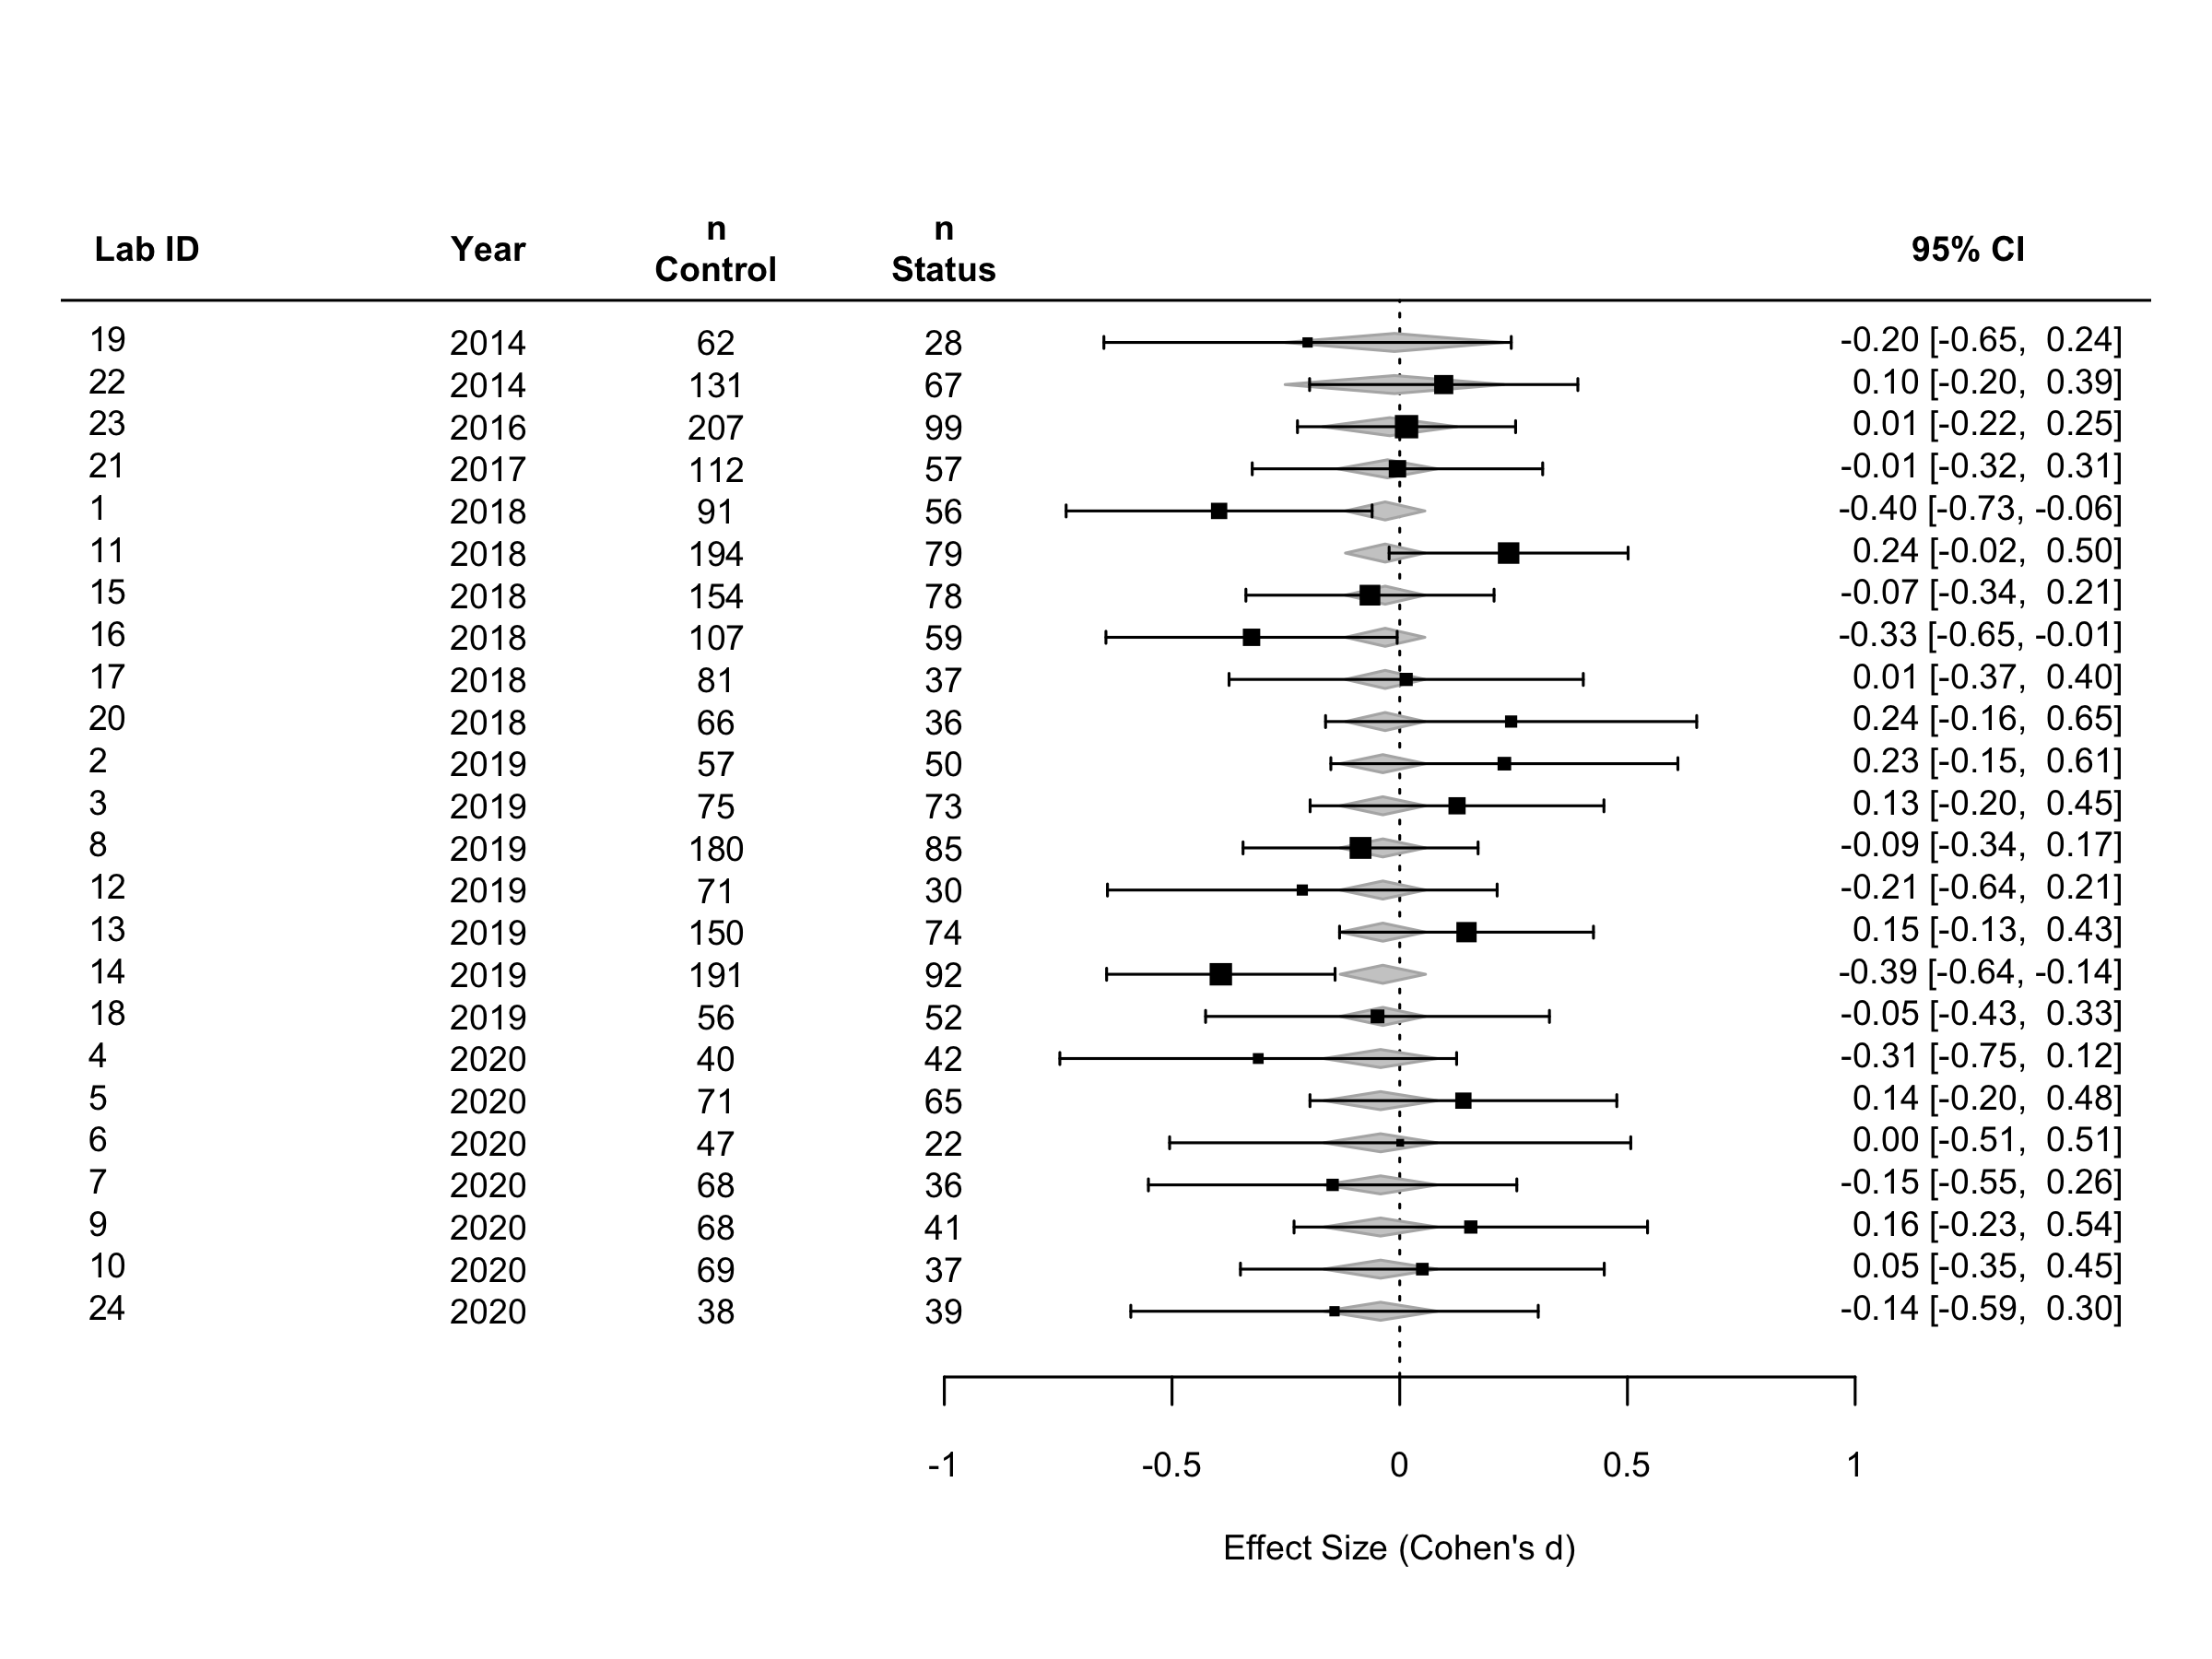 Lab ID Year n Control n Status 95% CI
19 2014 62 28 -0.20 [-0.65, 0.24]
22 2014 131 67 0.10 [-0.20, 0.39]
23 2016 207 99 0.01 [-0.22, 0.25]
21 2017 112 57 -0.01 [-0.32, 0.31]
1 2018 91 56 -0.40 [-0.73, -0.06]
11 2018 194 79 0.24 [-0.02, 0.50]
15 2018 154 78 -0.07 [-0.34, 0.21]
16 2018 107 59 -0.33 [-0.65, -0.01]
17 2018 81 37 0.01 [-0.37, 0.40]
20 2018 66 36 0.24 [-0.16, 0.65]
2 2019 57 50 0.23 [-0.15, 0.61]
3 2019 75 73 0.13 [-0.20, 0.45]
8 2019 180 85 -0.09 [-0.34, 0.17]
12 2019 71 30 -0.21 [-0.64, 0.21]
13 2019 150 74 0.15 [-0.13, 0.43]
14 2019 191 92 -0.39 [-0.64, -0.14]
18 2019 56 52 -0.05 [-0.43, 0.33]
4 2020 40 42 -0.31 [-0.75, 0.12]
5 2020 71 65 0.14 [-0.20, 0.48]
6 2020 47 22 0.00 [-0.51, 0.51]
7 2020 68 36 -0.15 [-0.55, 0.26]
9 2020 68 41 0.16 [-0.23, 0.54]
10 2020 69 37 0.05 [-0.35, 0.45]
24 2020 38 39 -0.14 [-0.59, 0.30]
-1 -0.5 0 0.5 1
Effect Size (Cohen's d)